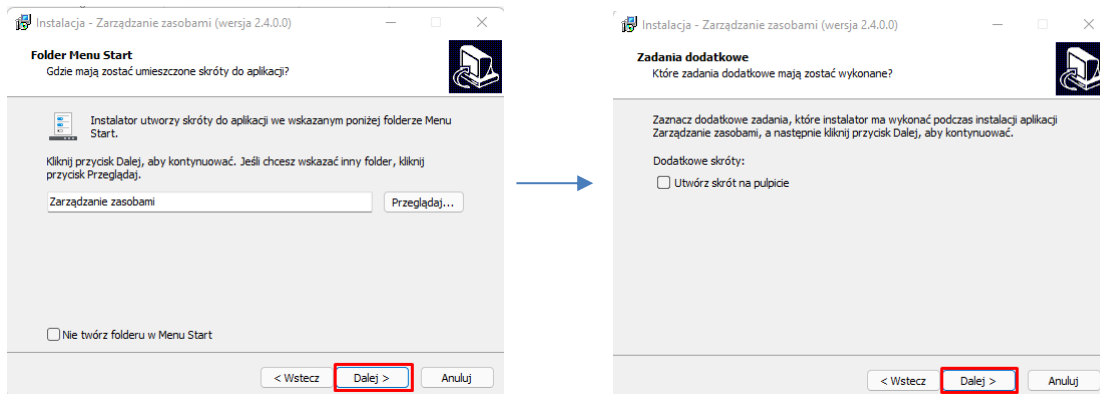 Instalacja - Zarządzanie zasobami (wersja 2.4.0.0)
Folder Menu Start
Gdzie mają zostać umieszczone skróty do aplikacji?
Instalator utworzy skróty do aplikacji we wskazanym poniżej folderze Menu
Start.
Kliknij przycisk Dalej, aby kontynuować. Jeśli chcesz wskazać inny folder, kliknij
przycisk Przeglądaj.
Zarządzanie zasobami
Przeglądaj...
Nie twórz folderu w Menu Start
< Wstecz
Dalej >
Anuluj
Instalacja - Zarządzanie zasobami (wersja 2.4.0.0)
Zadania dodatkowe
Które zadania dodatkowe mają zostać wykonane?
Zaznacz dodatkowe zadania, które instalator ma wykonać podczas instalacji aplikacji
Zarządzanie zasobami, a następnie kliknij przycisk Dalej, aby kontynuować.
Dodatkowe skróty:
Utwórz skrót na pulpicie
< Wstecz
Dalej >
Anuluj